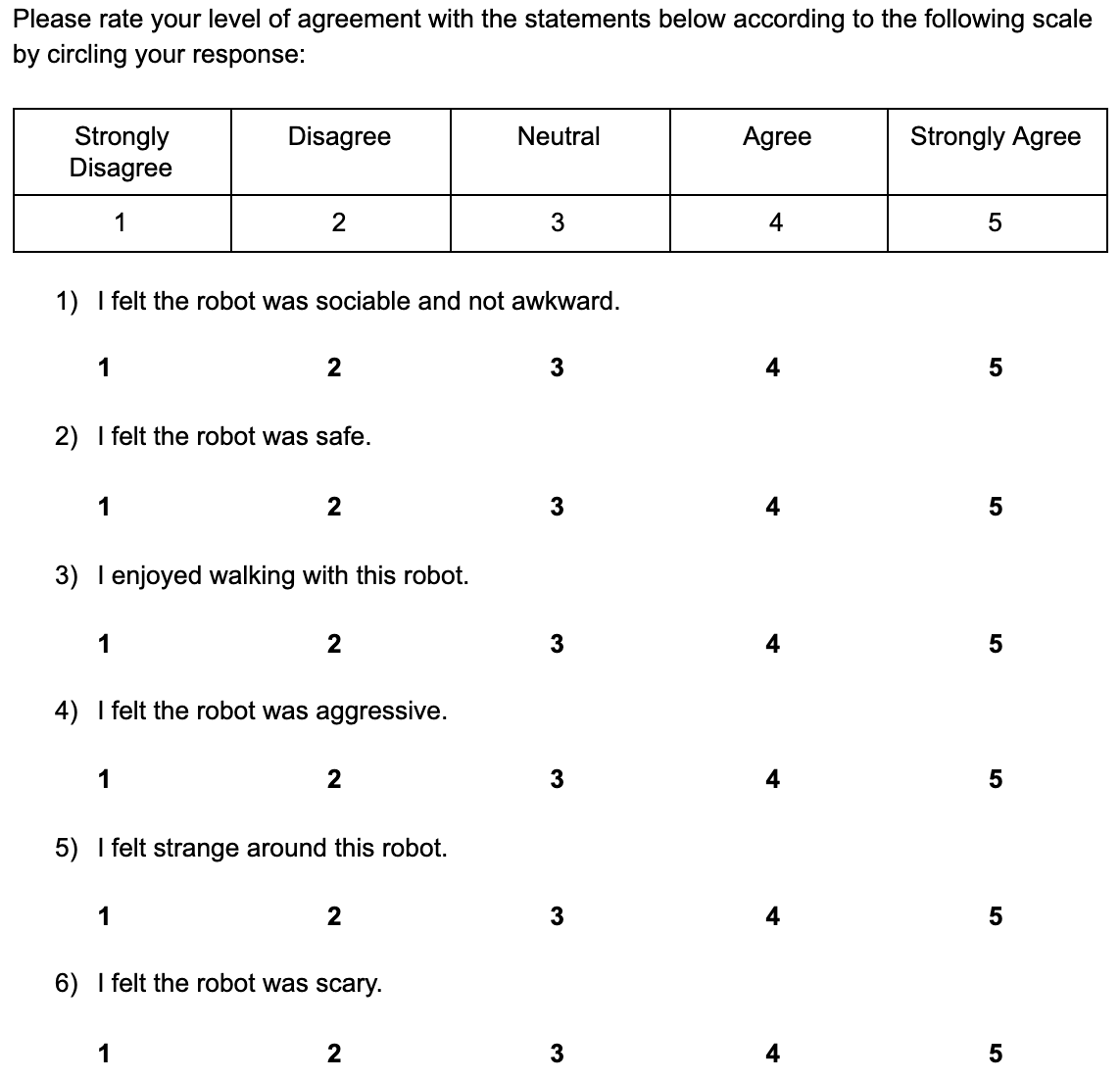 Please rate your level of agreement with the statements below according to the following scale
by circling your response:
Strongly Disagree Neutral Agree Strongly Agree
Disagree
1 2 3 4 5
1) I felt the robot was sociable and not awkward.
1 2 3 4 5
2) I felt the robot was safe.
1 2 3 4 5
3) I enjoyed walking with this robot.
1 2 3 4 5
4) I felt the robot was aggressive.
1 2 3 4 5
5) I felt strange around this robot.
1 2 3 4 5
6) I felt the robot was scary.
1 2 3 4 5